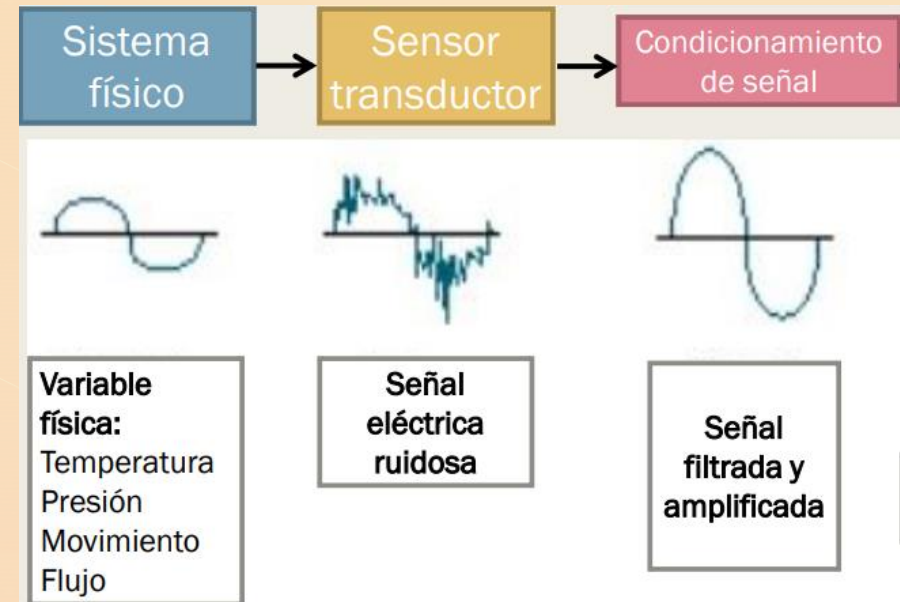 Sistema
físico
Sensor
transductor
Condicionamiento
de señal
Variable
física:
Temperatura
Presión
Movimiento
Flujo
Señal
eléctrica
ruidosa
Señal
filtrada y
amplificada